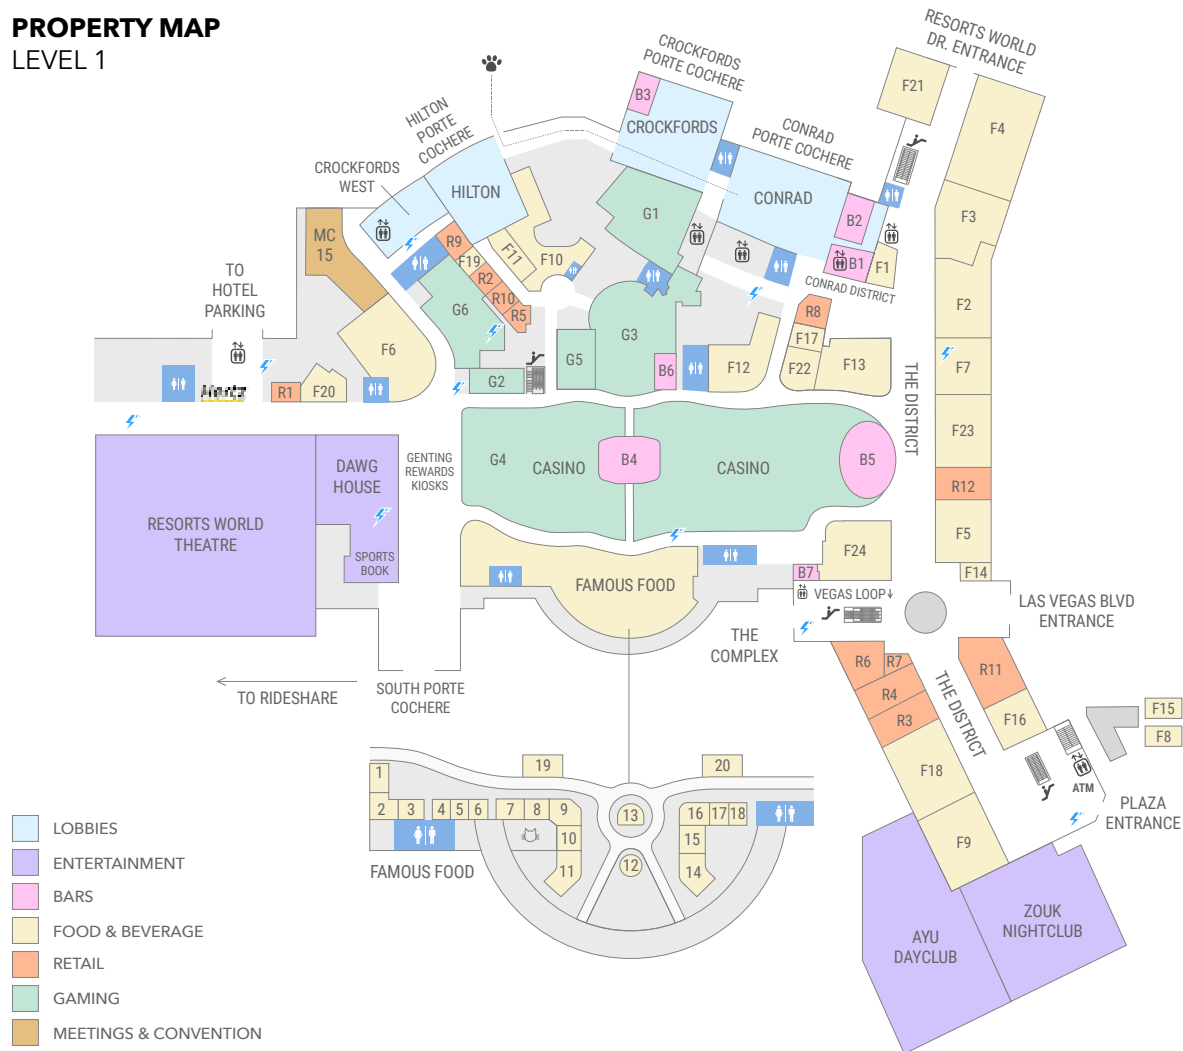 PROPERTY MAP
LEVEL 1
RESORTS WORLD
DR. ENTRANCE
CROCKFORDS
PORTE COCHERE
HILTON
PORTE
COCHERE
CONRAD
PORTE COCHERE
CROCKFORDS
WEST
F21
F4
B3
CROCKFORDS
HILTON
CONRAD
G1
B2
F3
MC
15
R9
F11
F10
F19
R2
R10
R5
B1
F1
CONRAD DISTRICT
TO
HOTEL
PARKING
G6
G3
R8
F2
F17
F6
G5
B6
F12
F22
F13
F7
G2
R1
F20
THE DISTRICT
F23
G4
CASINO
B4
CASINO
B5
GENTING
REWARDS
KIOSKS
DAWG
HOUSE
R12
RESORTS WORLD
THEATRE
SPORTS
BOOK
F5
F24
FAMOUS FOOD
B7
F14
VEGAS LOOP↓
LAS VEGAS BLVD
ENTRANCE
THE
COMPLEX
TO RIDESHARE
SOUTH PORTE
COCHERE
R6
R7
R11
R4
R3
THE DISTRICT
F16
F15
F8
F18
ATM
PLAZA
ENTRANCE
F9
1
19
20
2
3
4
5
6
7
8
9
13
16
17
18
10
15
12
11
14
FAMOUS FOOD
AYU
DAYCLUB
ZOUK
NIGHTCLUB
LOBBIES
ENTERTAINMENT
BARS
FOOD & BEVERAGE
RETAIL
GAMING
MEETINGS & CONVENTION